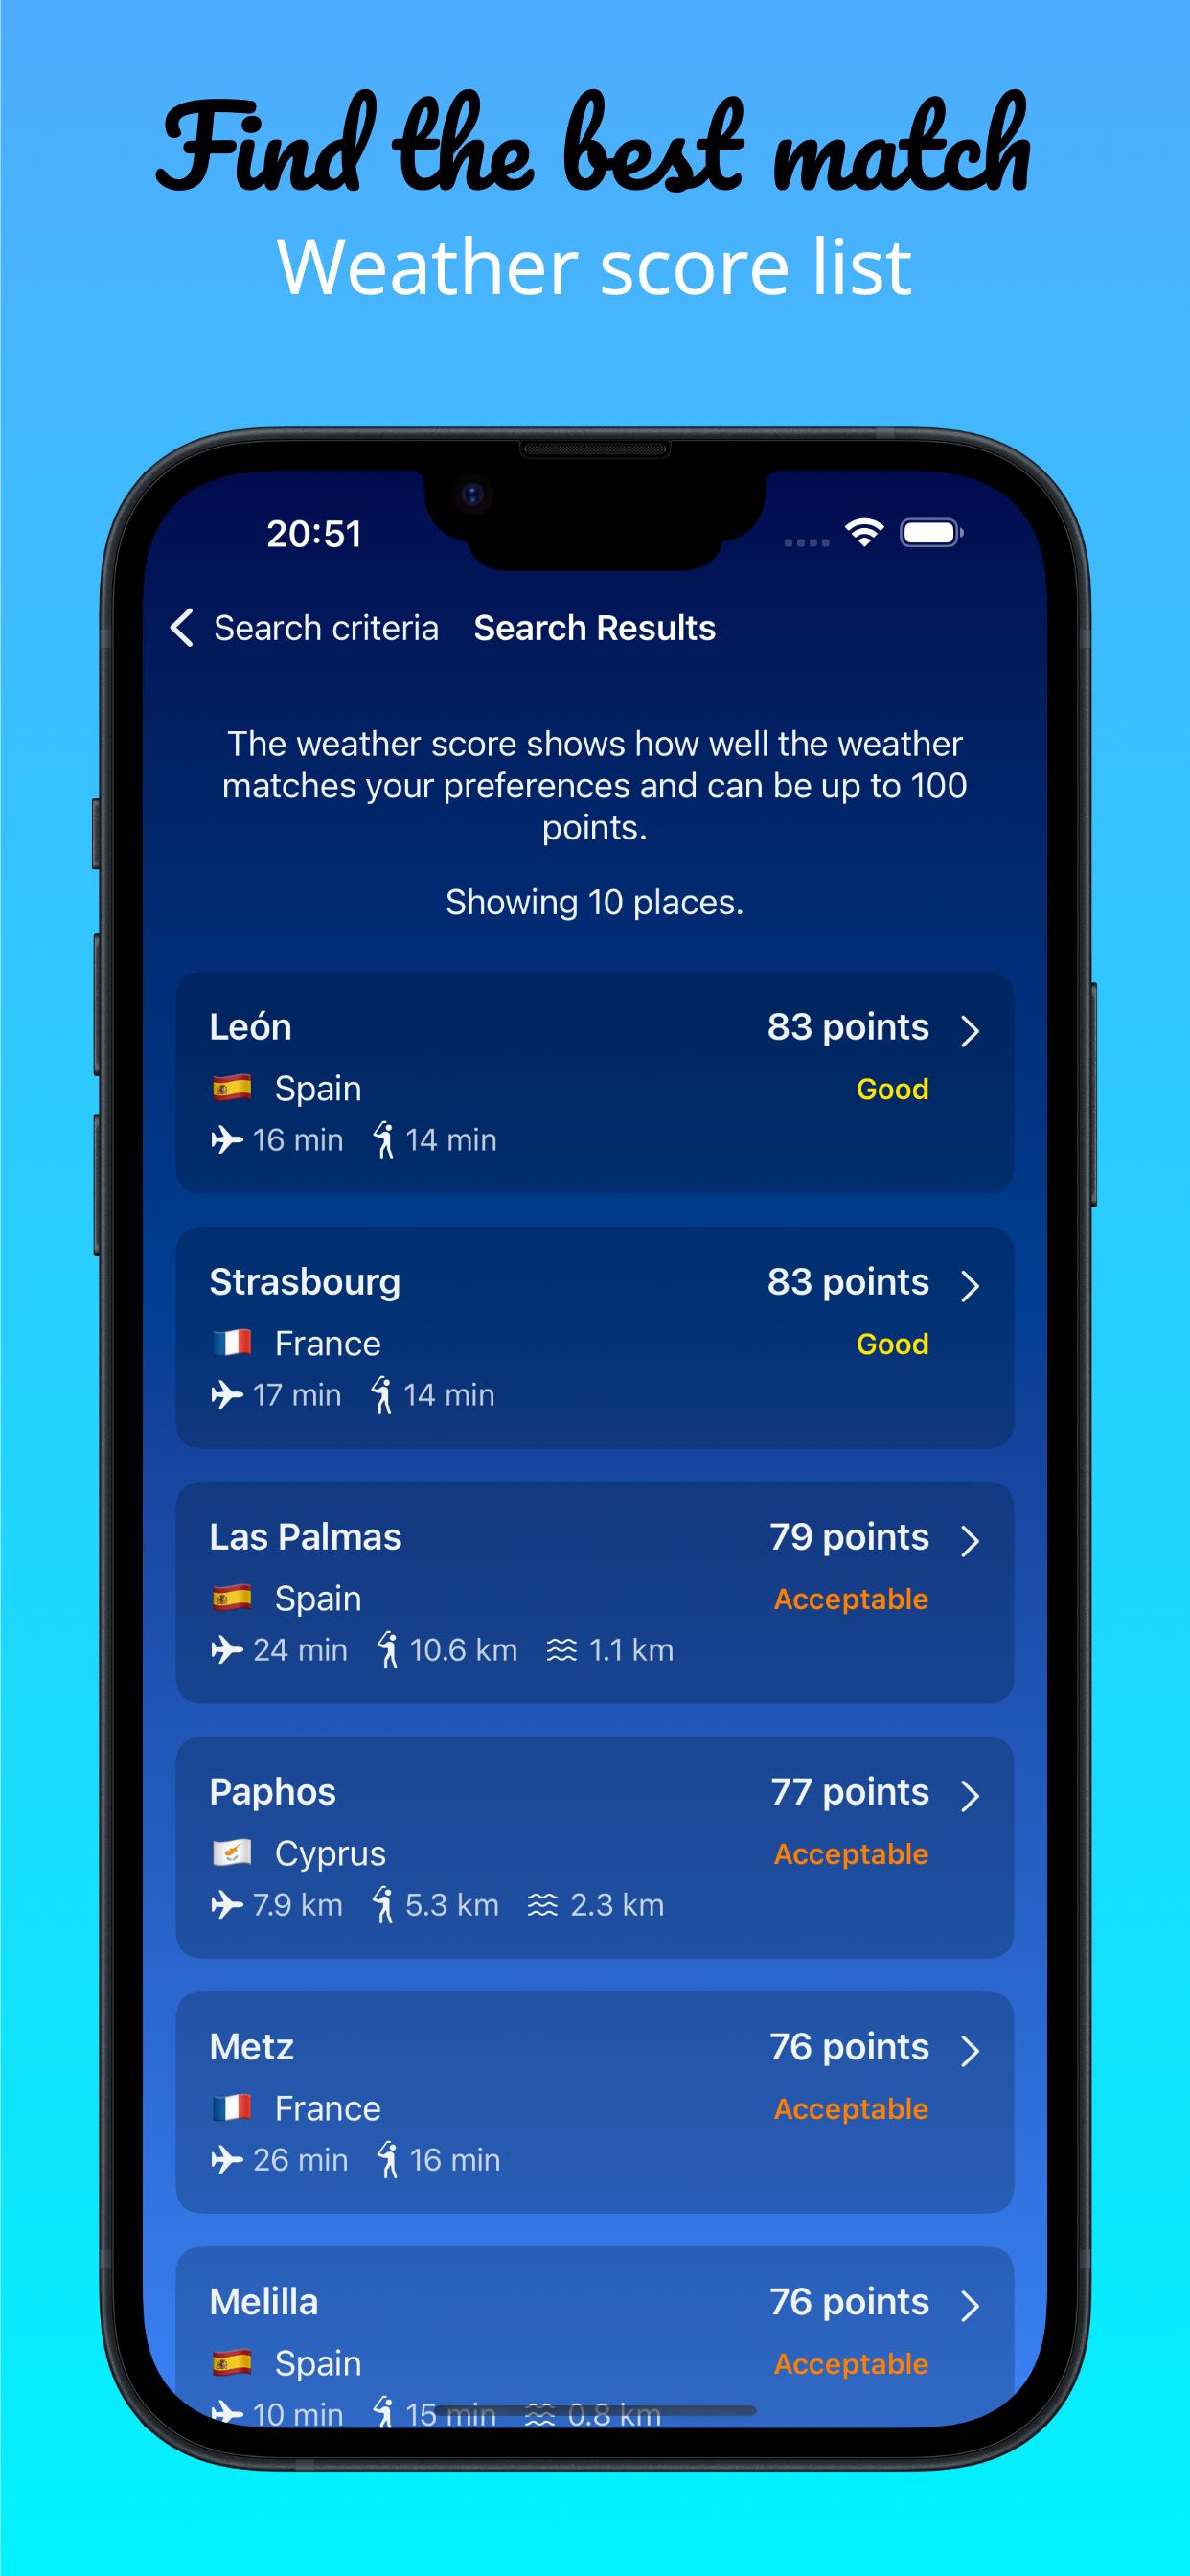 Find the best match
Weather score list
20:51
Search criteria Search Results
The weather score shows how well the weather
matches your preferences and can be up to 100
points.
Showing 10 places.
León 83 points
Spain Good
16 min 14 min
Strasbourg 83 points
France Good
17 min 14 min
Las Palmas 79 points
Spain Acceptable
24 min 10.6 km 1.1 km
Paphos 77 points
Cyprus Acceptable
7.9 km 5.3 km 2.3 km
Metz 76 points
France Acceptable
26 min 16 min
Melilla 76 points
Spain Acceptable
10 min 15 min 0.8 km